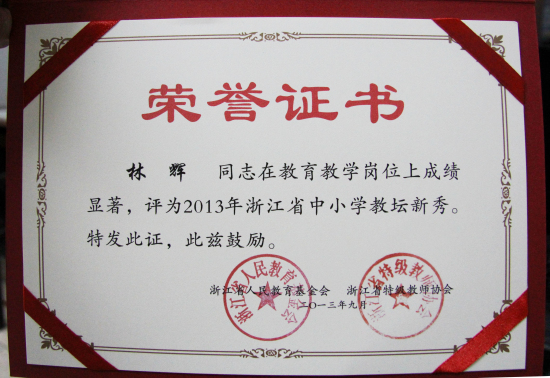 荣誉证书
林辉 同志在教育教学岗位上成绩
显著，评为2013年浙江省中小学教坛新秀。
特发此证，此兹鼓励。
浙江省人民教育基金会 浙江省特级教师协会
二〇一三年九月